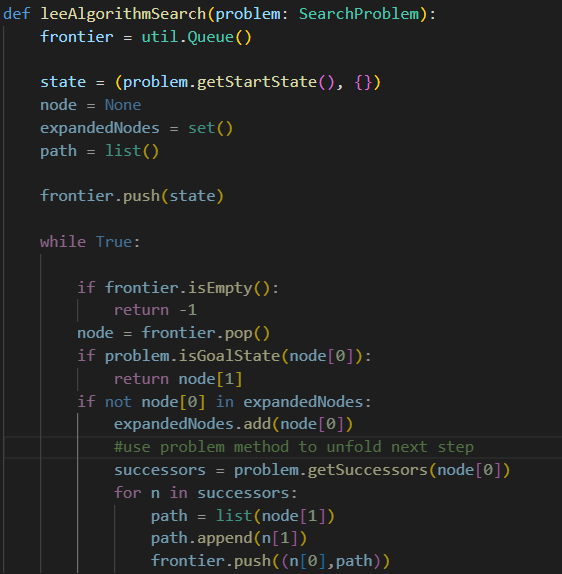 def leeAlgorithmSearch(problem: SearchProblem):
    frontier = util.Queue()

    state = (problem.getStartState(), {})
    node = None
    expandedNodes = set()
    path = list()

    frontier.push(state)

    while True:

        if frontier.isEmpty():
            return -1
        node = frontier.pop()
        if problem.isGoalState(node[0]):
            return node[1]
        if not node[0] in expandedNodes:
            expandedNodes.add(node[0])
            #use problem method to unfold next step
            successors = problem.getSuccessors(node[0])
            for n in successors:
                path = list(node[1])
                path.append(n[1])
                frontier.push((n[0],path))